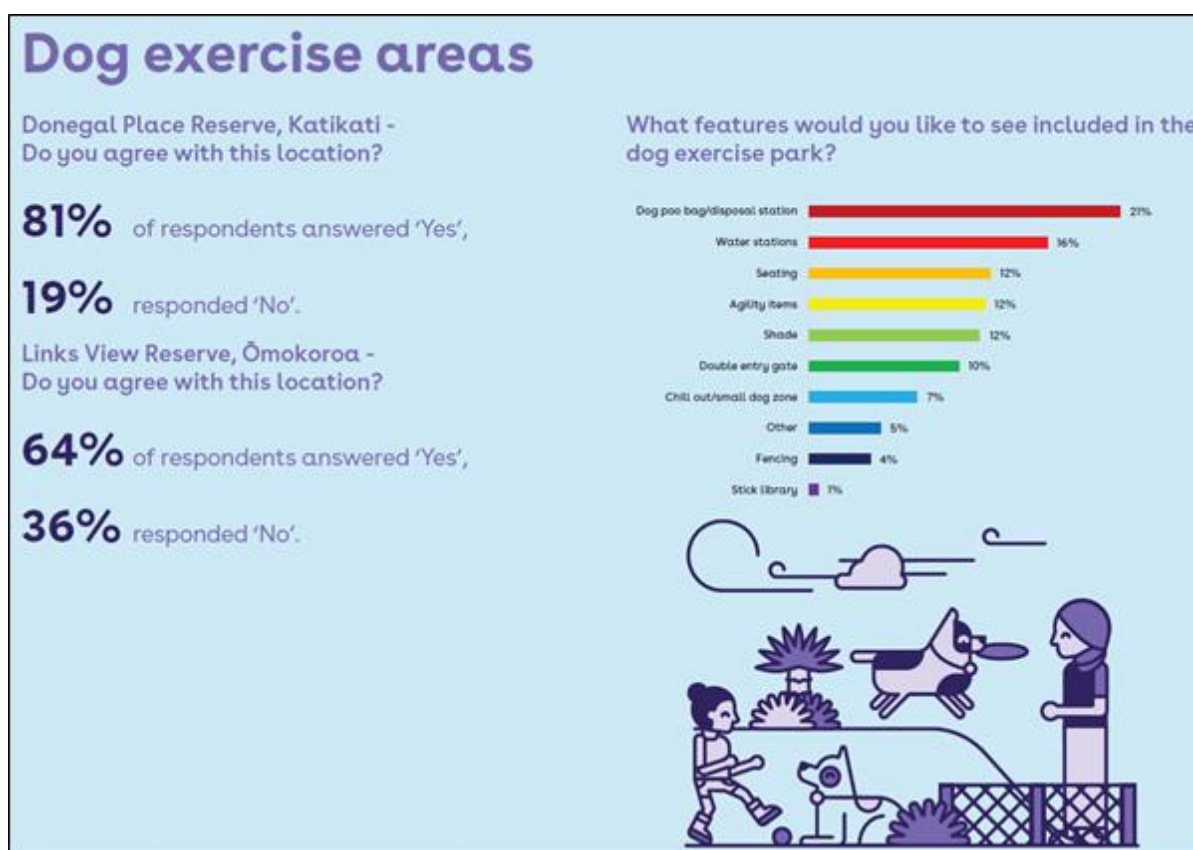 Dog exercise areas
Donegal Place Reserve, Katikati -
Do you agree with this location?
81% of respondents answered ‘Yes’,
19% responded ‘No’.
Links View Reserve, Ōmokoroa -
Do you agree with this location?
64% of respondents answered ‘Yes’,
36% responded ‘No’.
What features would you like to see included in the
dog exercise park?
Dog poo bag/disposal station 21%
Water stations 16%
Seating 12%
Agility items 12%
Shade 12%
Double entry gate 10%
Chill out/small dog zone 7%
Other 5%
Fencing 4%
Stick library 1%